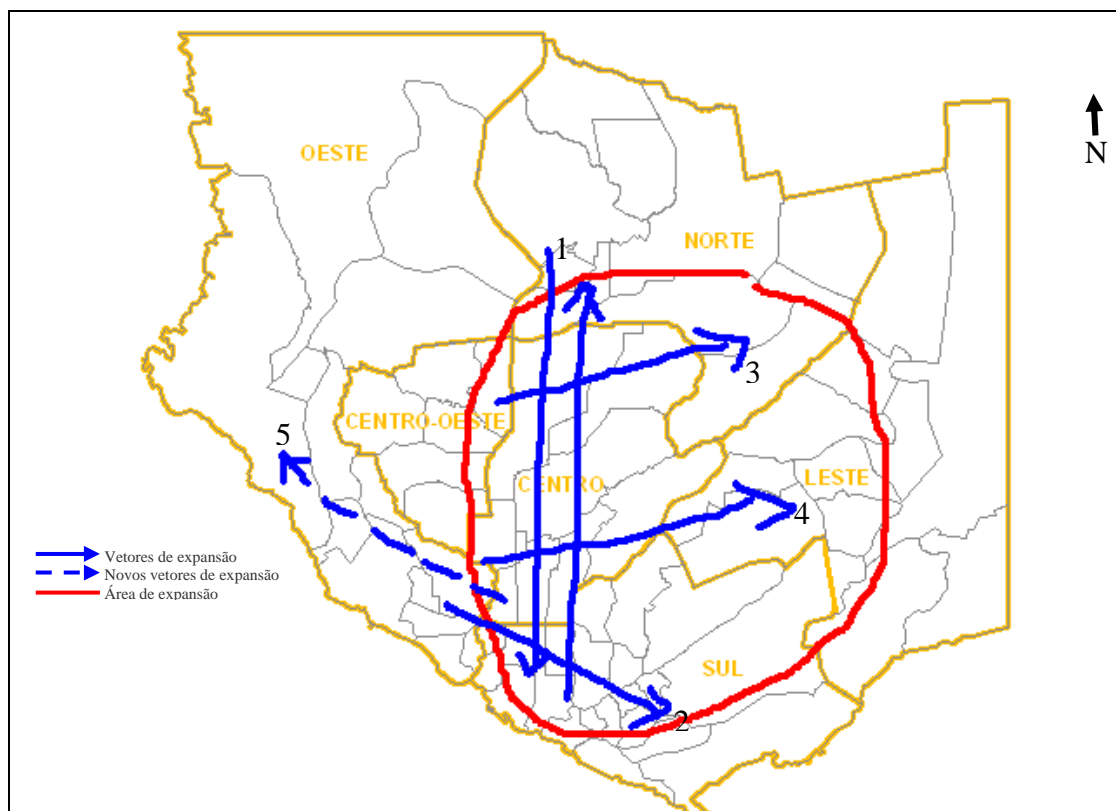 OESTE
N
NORTE
1
3
CENTRO-OESTE
5
CENTRO
LESTE
4
Vetores de expansão
Novos vetores de expansão
Área de expansão
SUL
2